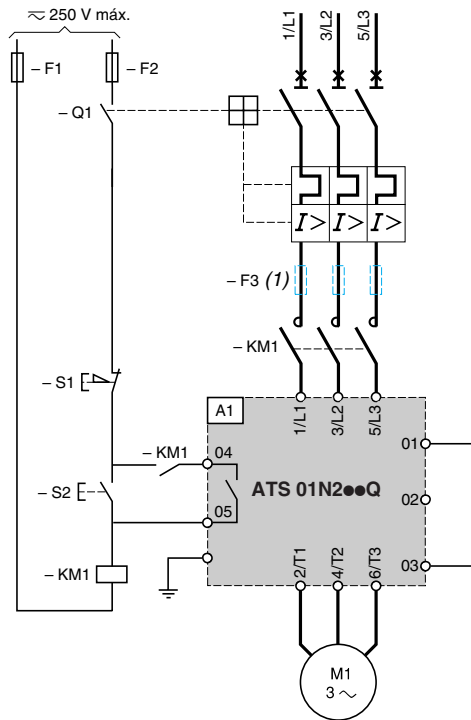 ≂ 250 V máx.
– F1
– F2
– Q1
1/L1
3/L2
5/L3
I >
I >
I >
– F3 (1)
– KM1
– S1
A1
1/L1
3/L2
5/L3
– KM1
04
01
– S2
ATS 01N2●●Q
05
02
– KM1
03
2/T1
4/T2
6/T3
M1
3 ∼